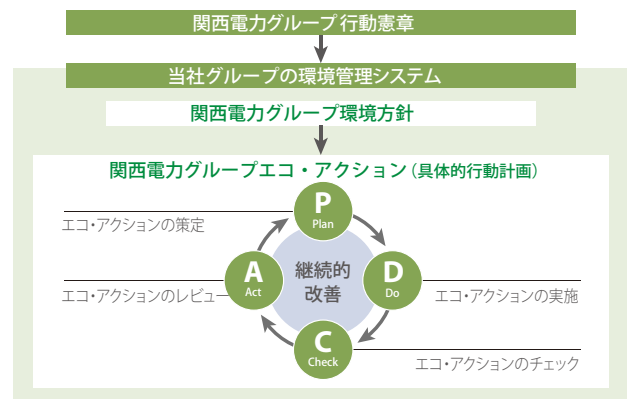 関西電力グループ行動憲章
当社グループの環境管理システム
関西電力グループ環境方針
関西電力グループエコ・アクション（具体的行動計画）
P
Plan
エコ・アクションの策定
A
Act
継続的
改善
D
Do
エコ・アクションのレビュー
エコ・アクションの実施
C
Check
エコ・アクションのチェック